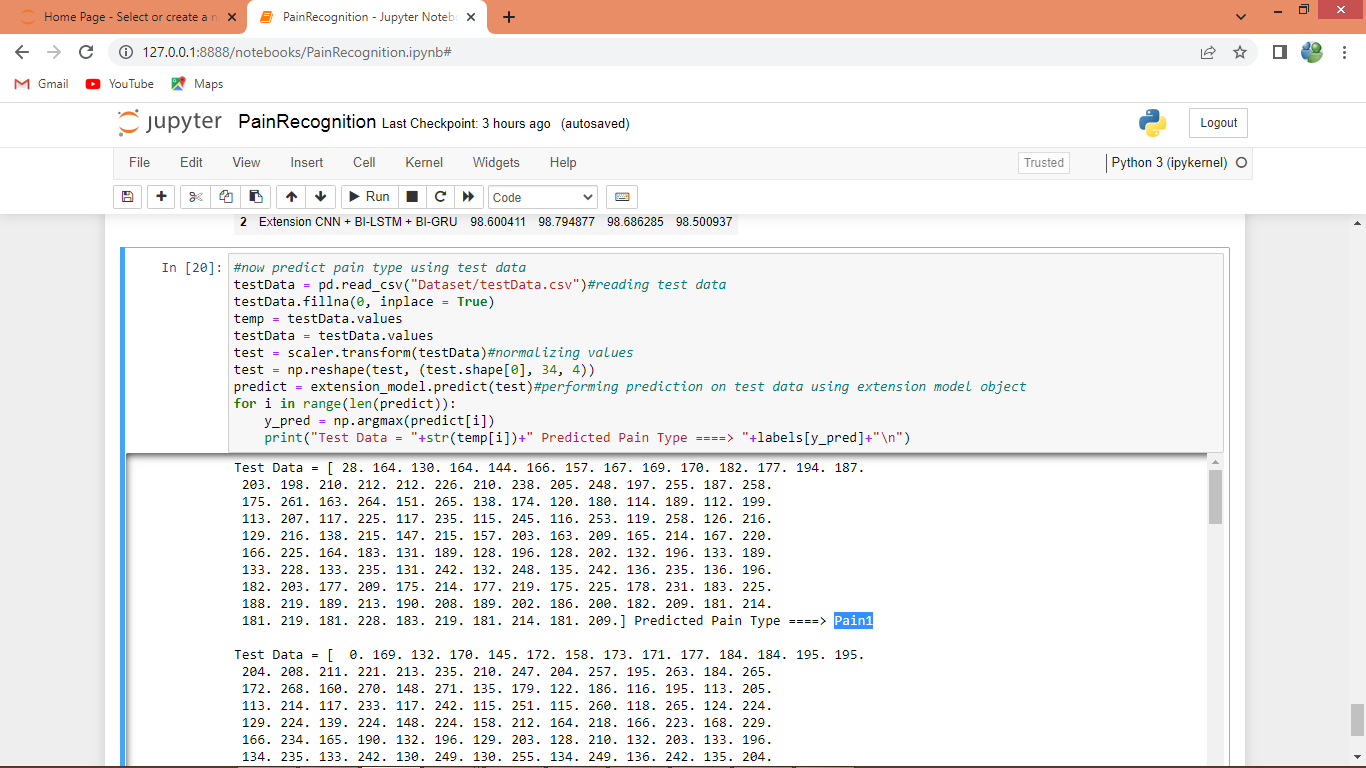 Home Page - Select or create a n
PainRecognition - Jupyter Noteb
127.0.0.1:8888/notebooks/PainRecognition.ipynb#
Gmail YouTube Maps
jupyter PainRecognition Last Checkpoint: 3 hours ago (autosaved)
Logout
File Edit View Insert Cell Kernel Widgets Help
Trusted Python 3 (ipykernel)
Run Code
2 Extension CNN + BI-LSTM + BI-GRU 98.600411 98.794877 98.686285 98.500937
In [20]: #now predict pain type using test data
testData = pd.read_csv("Dataset/testData.csv")#reading test data
testData.fillna(0, inplace = True)
temp = testData.values
testData = testData.values
test = scaler.transform(testData)#normalizing values
test = np.reshape(test, (test.shape[0], 34, 4))
predict = extension_model.predict(test)#performing prediction on test data using extension model object
for i in range(len(predict)):
    y_pred = np.argmax(predict[i])
    print("Test Data = "+str(temp[i])+" Predicted Pain Type ====> "+labels[y_pred]+"\n")
Test Data = [ 28. 164. 130. 164. 144. 166. 157. 167. 169. 170. 182. 177. 194. 187.
 203. 198. 210. 212. 212. 226. 210. 238. 205. 248. 197. 255. 187. 258.
 175. 261. 163. 264. 151. 265. 138. 174. 120. 180. 114. 189. 112. 199.
 113. 207. 117. 225. 117. 235. 115. 245. 116. 253. 119. 258. 126. 216.
 129. 216. 138. 215. 147. 215. 157. 203. 163. 209. 165. 214. 167. 220.
 166. 225. 164. 183. 131. 189. 128. 196. 128. 202. 132. 196. 133. 189.
 133. 228. 133. 235. 131. 242. 132. 248. 135. 242. 136. 235. 136. 196.
 182. 203. 177. 209. 175. 214. 177. 219. 175. 225. 178. 231. 183. 225.
 188. 219. 189. 213. 190. 208. 189. 202. 186. 200. 182. 209. 181. 214.
 181. 219. 181. 228. 183. 219. 181. 214. 181. 209.] Predicted Pain Type ====> Pain1
Test Data = [  0. 169. 132. 170. 145. 172. 158. 173. 171. 177. 184. 184. 195. 195.
 204. 208. 211. 221. 213. 235. 210. 247. 204. 257. 195. 263. 184. 265.
 172. 268. 160. 270. 148. 271. 135. 179. 122. 186. 116. 195. 113. 205.
 113. 214. 117. 233. 117. 242. 115. 251. 115. 260. 118. 265. 124. 224.
 129. 224. 139. 224. 148. 224. 158. 212. 164. 218. 166. 223. 168. 229.
 166. 234. 165. 190. 132. 196. 129. 203. 128. 210. 132. 203. 133. 196.
 134. 235. 133. 242. 130. 249. 130. 255. 134. 249. 136. 242. 135. 204.